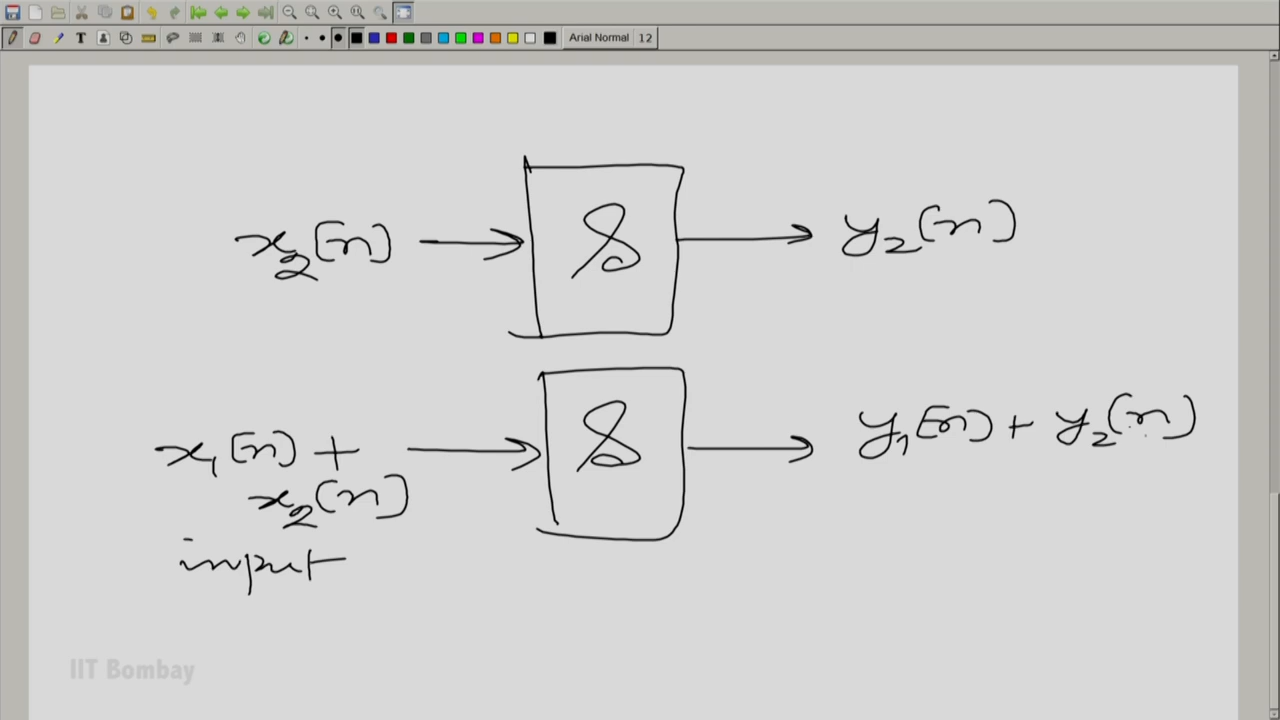 T Arial Normal 12
x₂[n] → S → y₂[n]
x₁[n] + → S → y₁[n] + y₂[n]
x₂[n]
input
IIT Bombay